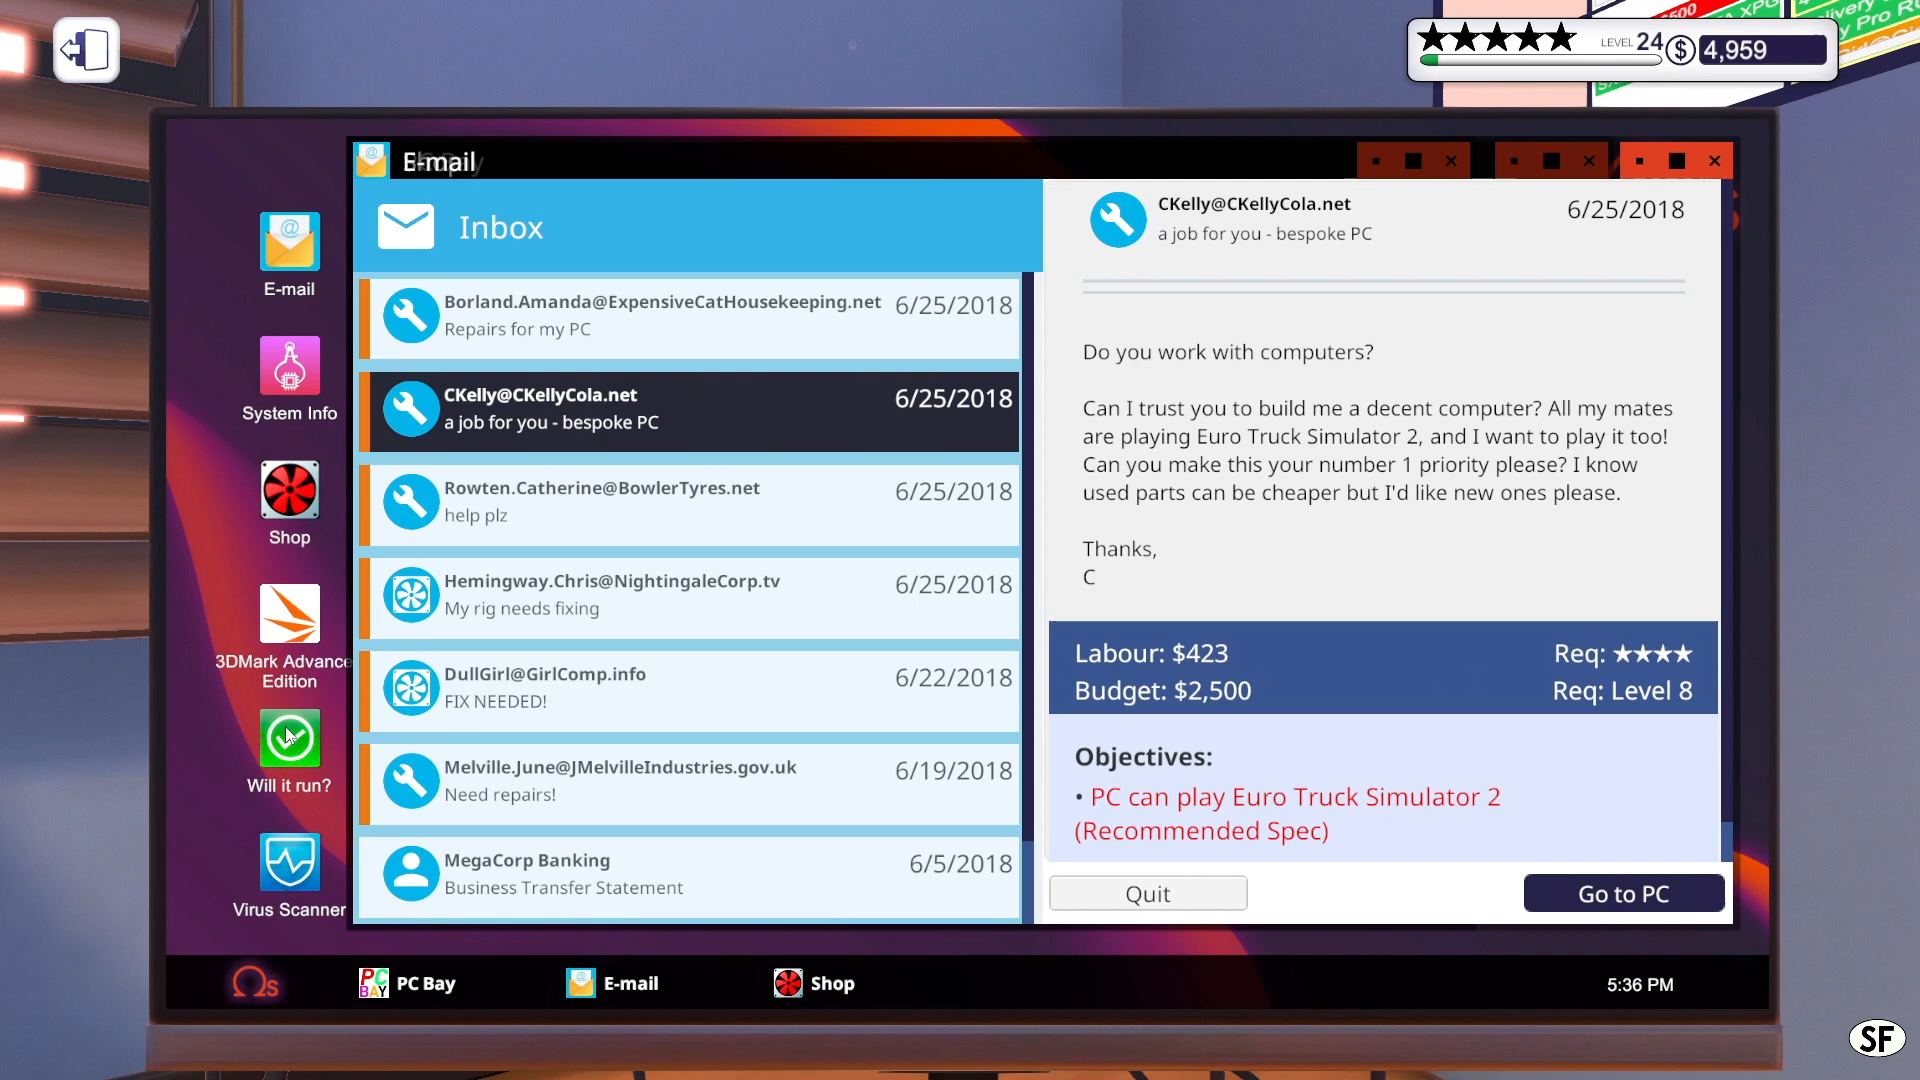 LEVEL 24
$ 4,959
E-mail
Inbox
E-mail
System Info
Shop
3DMark Advance
Edition
Will it run?
Virus Scanner
Borland.Amanda@ExpensiveCatHousekeeping.net 6/25/2018
Repairs for my PC
CKelly@CKellyCola.net 6/25/2018
a job for you - bespoke PC
Rowten.Catherine@BowlerTyres.net 6/25/2018
help plz
Hemingway.Chris@NightingaleCorp.tv 6/25/2018
My rig needs fixing
DullGirl@GirlComp.info 6/22/2018
FIX NEEDED!
Melville.June@JMelvilleIndustries.gov.uk 6/19/2018
Need repairs!
MegaCorp Banking 6/5/2018
Business Transfer Statement
CKelly@CKellyCola.net 6/25/2018
a job for you - bespoke PC
Do you work with computers?
Can I trust you to build me a decent computer? All my mates
are playing Euro Truck Simulator 2, and I want to play it too!
Can you make this your number 1 priority please? I know
used parts can be cheaper but I'd like new ones please.
Thanks,
C
Labour: $423 Req: ★★★★
Budget: $2,500 Req: Level 8
Objectives:
• PC can play Euro Truck Simulator 2
(Recommended Spec)
Quit
Go to PC
Ωs
PC BAY PC Bay
E-mail
Shop
5:36 PM
SF